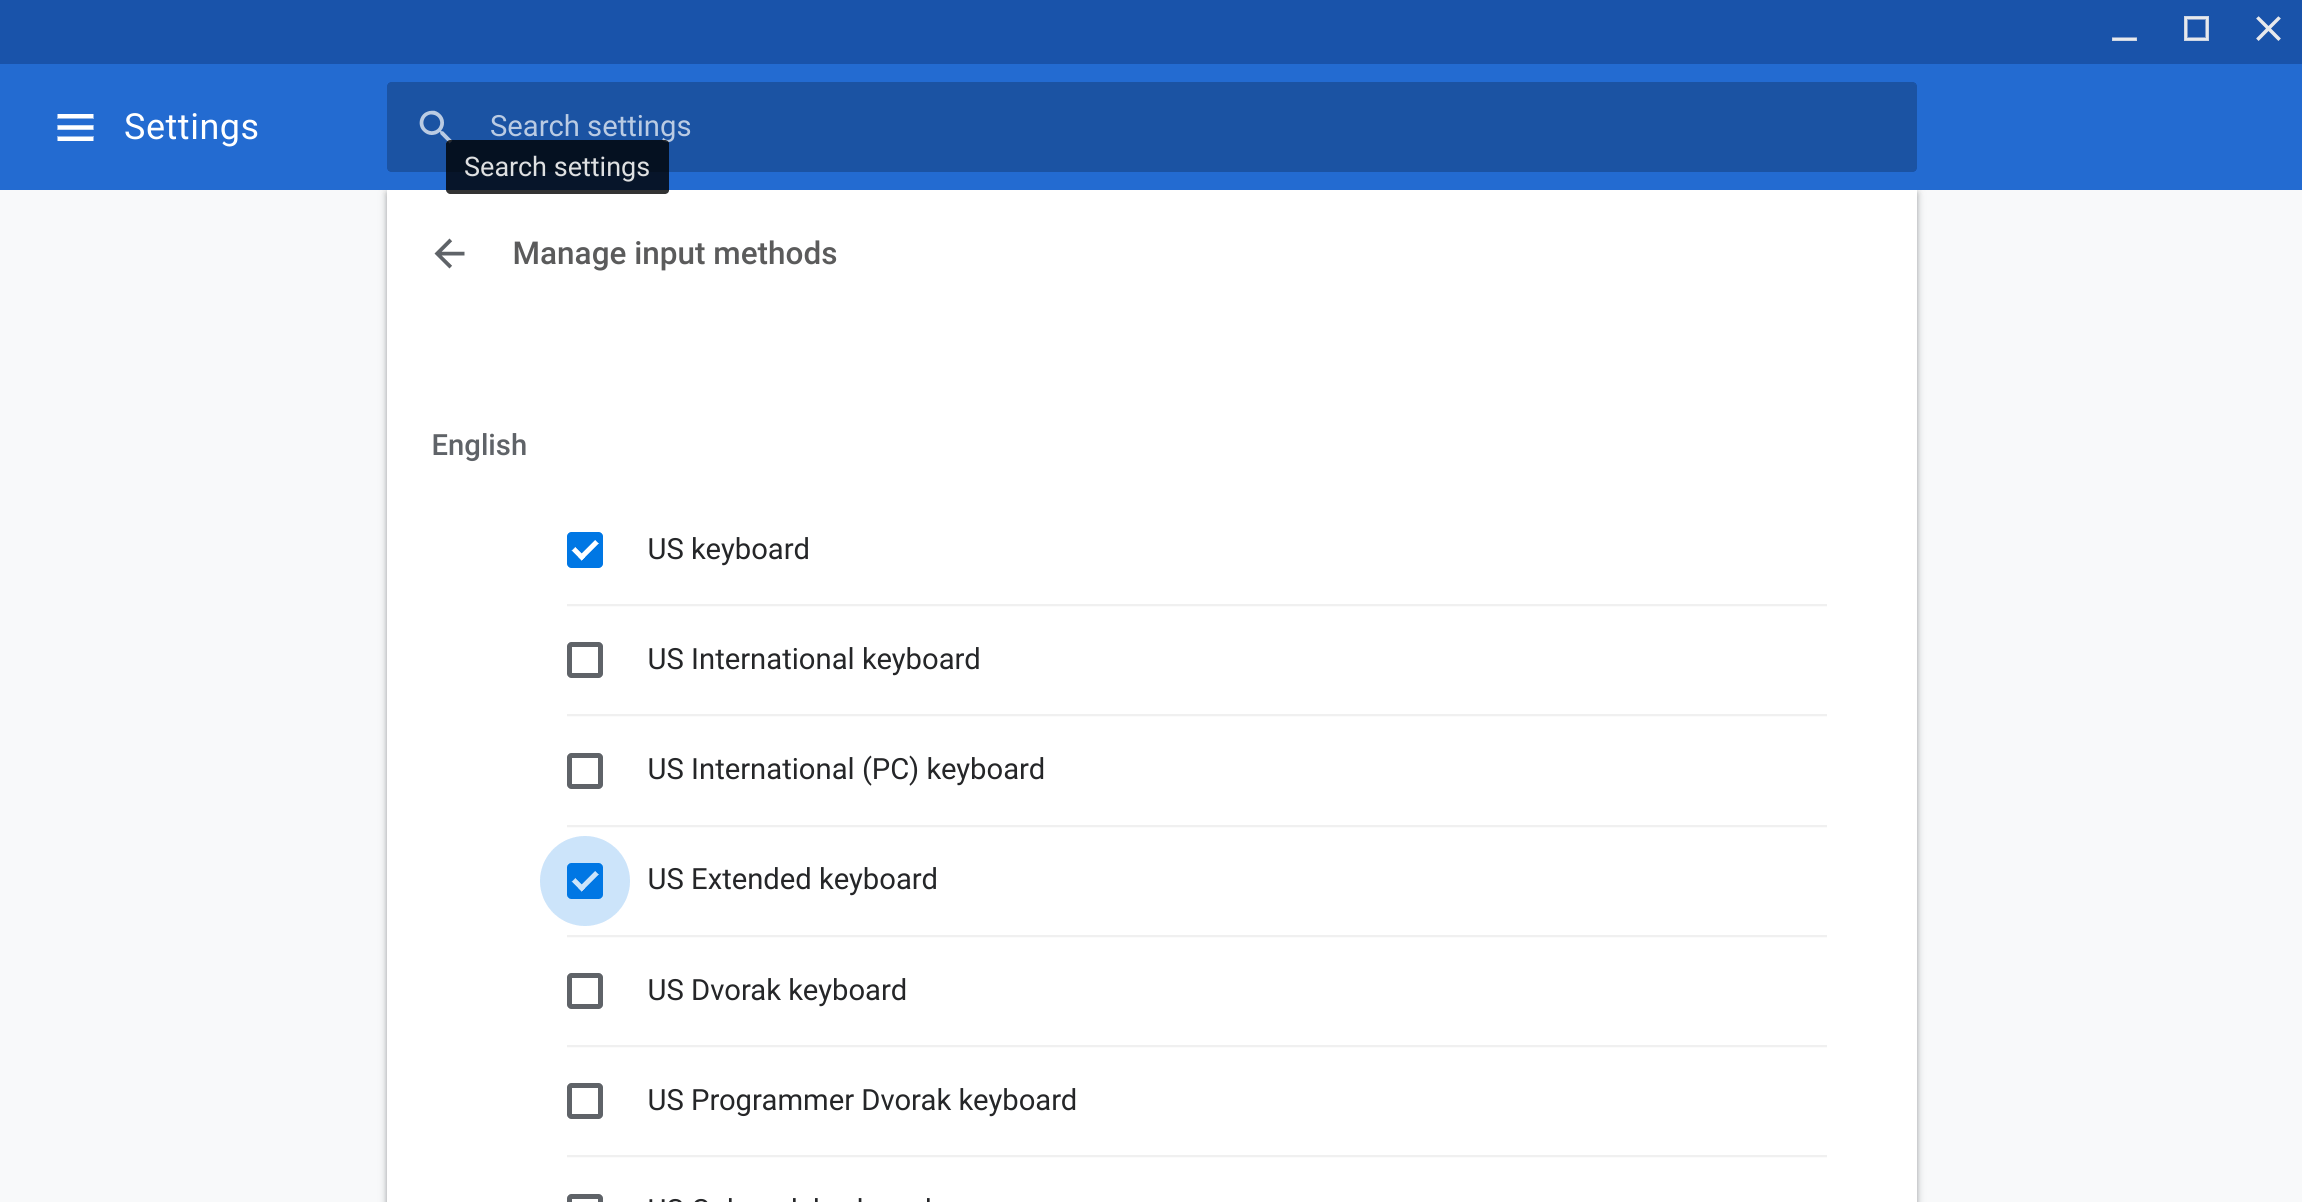 Settings
Search settings
Search settings
Manage input methods
English
US keyboard
US International keyboard
US International (PC) keyboard
US Extended keyboard
US Dvorak keyboard
US Programmer Dvorak keyboard